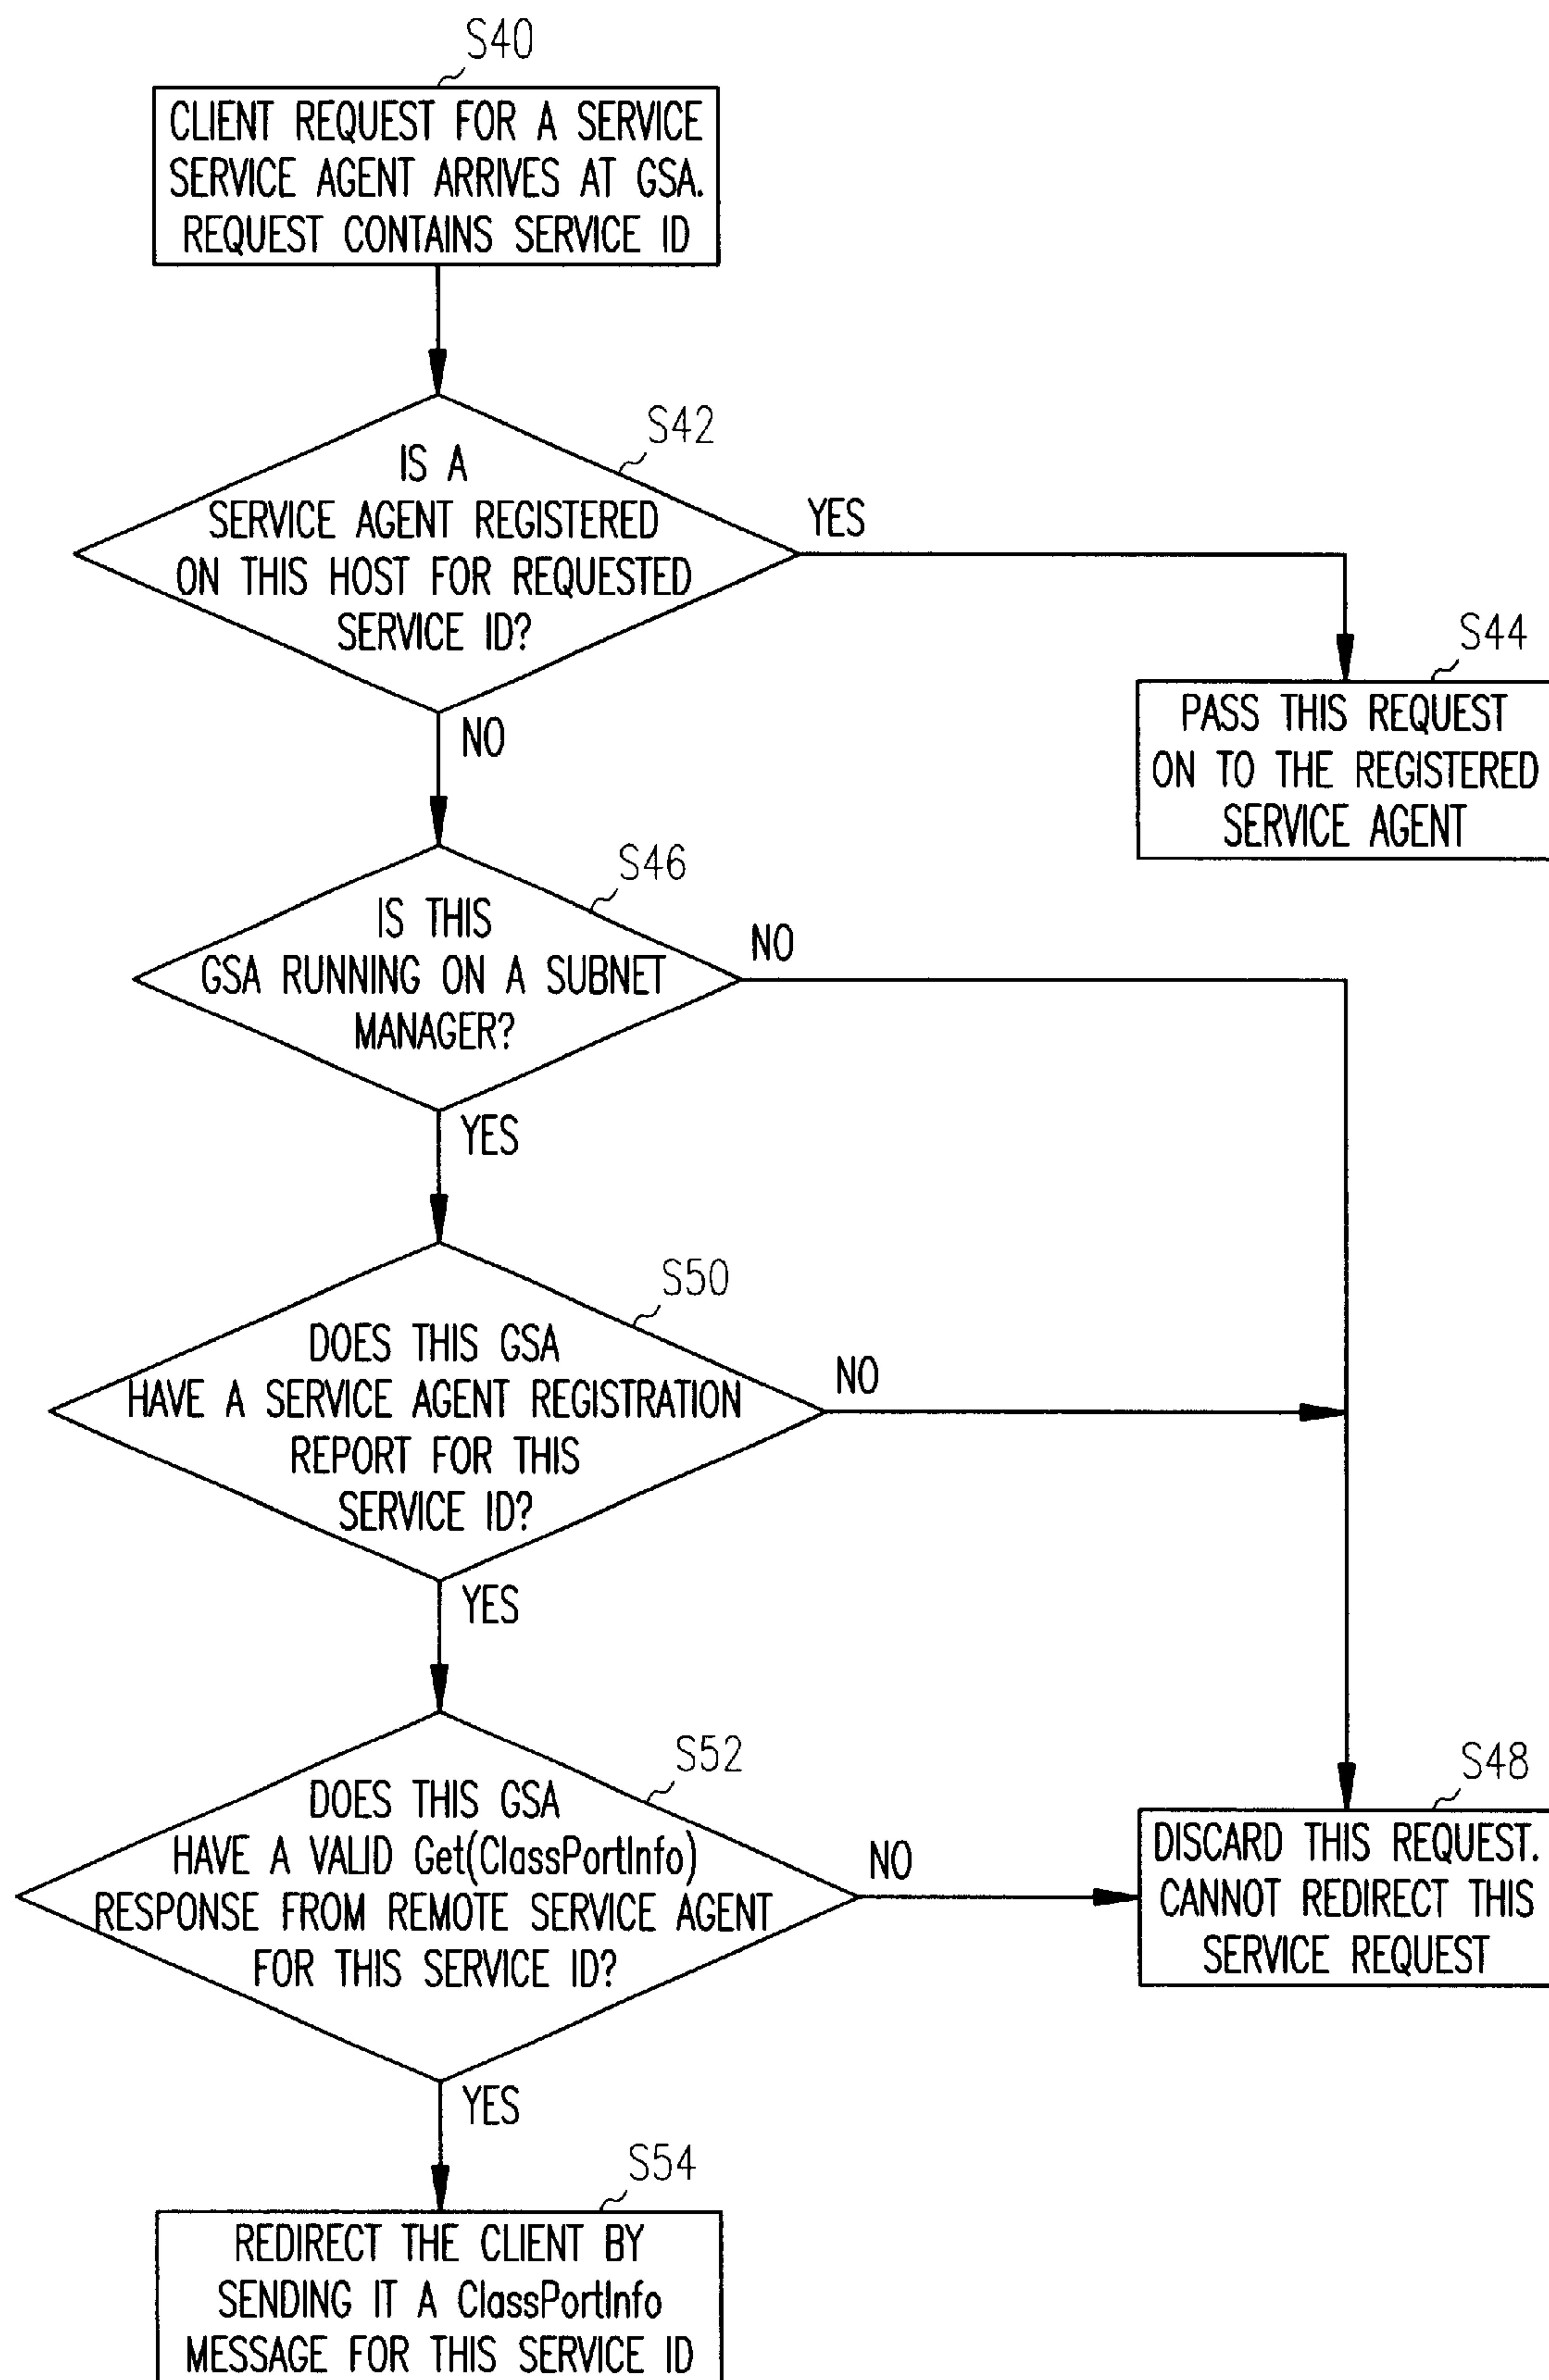 S40
CLIENT REQUEST FOR A SERVICE
SERVICE AGENT ARRIVES AT GSA.
REQUEST CONTAINS SERVICE ID
S42
IS A
SERVICE AGENT REGISTERED
ON THIS HOST FOR REQUESTED
SERVICE ID?
YES
NO
S44
PASS THIS REQUEST
ON TO THE REGISTERED
SERVICE AGENT
S46
IS THIS
GSA RUNNING ON A SUBNET
MANAGER?
NO
YES
S50
DOES THIS GSA
HAVE A SERVICE AGENT REGISTRATION
REPORT FOR THIS
SERVICE ID?
NO
YES
S52
DOES THIS GSA
HAVE A VALID Get(ClassPortInfo)
RESPONSE FROM REMOTE SERVICE AGENT
FOR THIS SERVICE ID?
NO
YES
S48
DISCARD THIS REQUEST.
CANNOT REDIRECT THIS
SERVICE REQUEST
S54
REDIRECT THE CLIENT BY
SENDING IT A ClassPortInfo
MESSAGE FOR THIS SERVICE ID